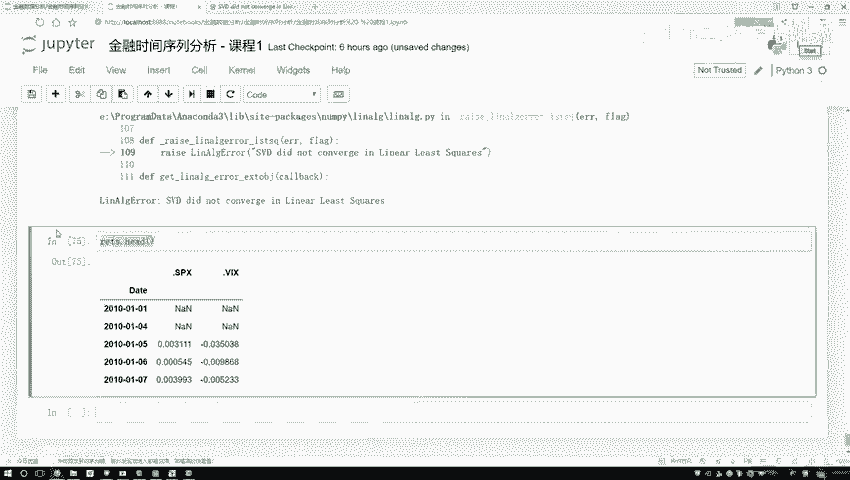 SVD did not converge in Line
jupyter 金融时间序列分析 - 课程1 Last Checkpoint: 6 hours ago (unsaved changes)
File Edit View Insert Cell Kernel Widgets Help
Not Trusted Python 3
Code
e:\ProgramData\Anaconda3\lib\site-packages\numpy\linalg\linalg.py in _raise_linalgerror_lstsq(err, flag)
107
108 def _raise_linalgerror_lstsq(err, flag):
--> 109 raise LinAlgError("SVD did not converge in Linear Least Squares")
110
111 def get_linalg_error_extobj(callback):
LinAlgError: SVD did not converge in Linear Least Squares
In [75]: rets.head()
Out[75]:
.SPX .VIX
Date
2010-01-01 NaN NaN
2010-01-04 NaN NaN
2010-01-05 0.003111 -0.035038
2010-01-06 0.000545 -0.009868
2010-01-07 0.003993 -0.005233
In [ ]: